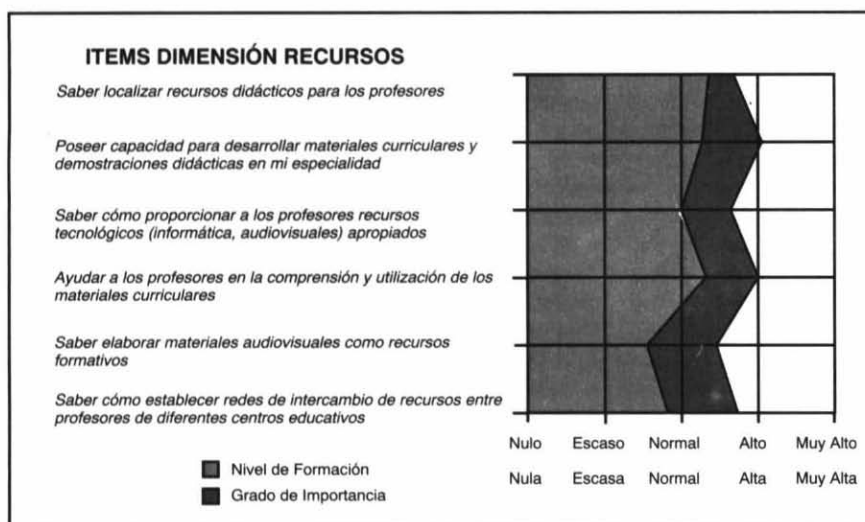 ITEMS DIMENSIÓN RECURSOS
Saber localizar recursos didácticos para los profesores
Poseer capacidad para desarrollar materiales curriculares y
demostraciones didácticas en mi especialidad
Saber cómo proporcionar a los profesores recursos
tecnológicos (informática, audiovisuales) apropiados
Ayudar a los profesores en la comprensión y utilización de los
materiales curriculares
Saber elaborar materiales audiovisuales como recursos
formativos
Saber cómo establecer redes de intercambio de recursos entre
profesores de diferentes centros educativos
Nulo Escaso Normal Alto Muy Alto
Nula Escasa Normal Alta Muy Alta
Nivel de Formación
Grado de Importancia